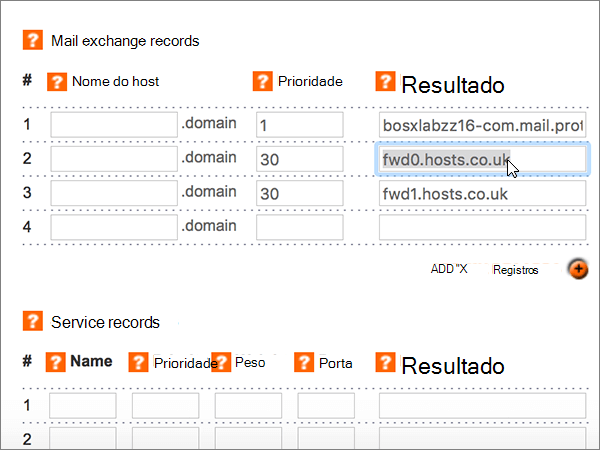 ? Mail exchange records
# ? Nome do host ? Prioridade ? Resultado
1 .domain 1 bosxlabzz16-com.mail.prot
2 .domain 30 fwd0.hosts.co.uk
3 .domain 30 fwd1.hosts.co.uk
4 .domain
ADD "X Registros +
? Service records
# ? Name ? Prioridade ? Peso ? Porta ? Resultado
1
2